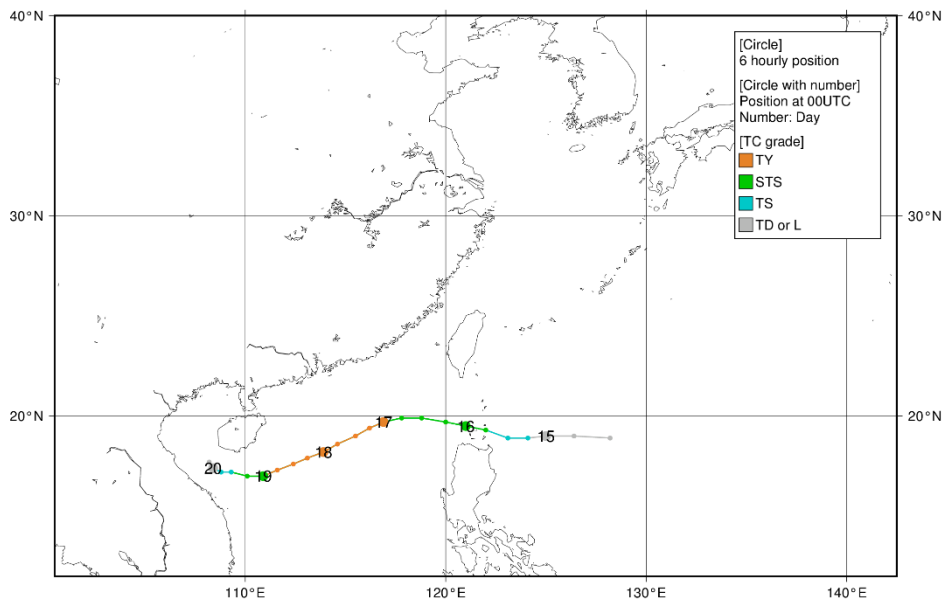 40°N
40°N
[Circle]
6 hourly position
[Circle with number]
Position at 00UTC
Number: Day
[TC grade]
TY
STS
TS
TD or L
30°N
30°N
20°N
20°N
17
16
15
18
20
19
110°E
120°E
130°E
140°E